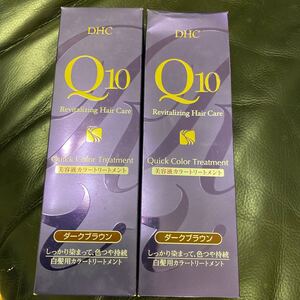 DHC
Q10
Revitalizing Hair Care
Quick Color Treatment
美容液カラートリートメント
ダークブラウン
しっかり染まって、色つや持続
白髪用カラートリートメント
DHC
Q10
Revitalizing Hair Care
Quick Color Treatment
美容液カラートリートメント
ダークブラウン
しっかり染まって、色つや持続
白髪用カラートリートメント